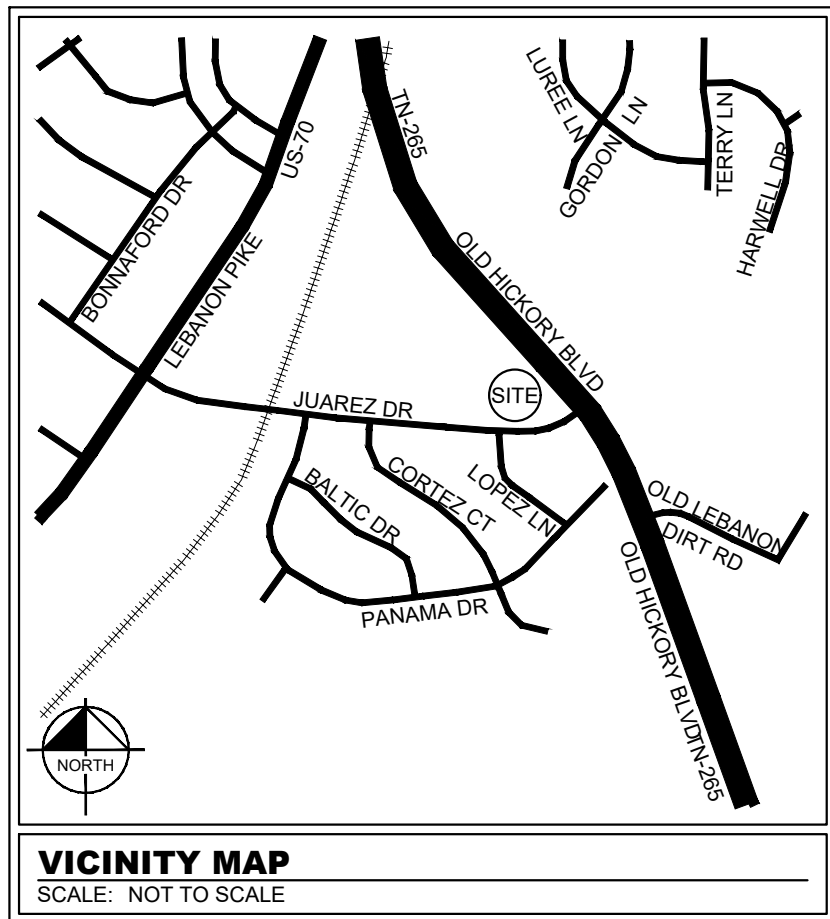 US-70
TN-265
LUREE LN
GORDON LN
TERRY LN
HARWELL DR
BONNAFORD DR
LEBANON PIKE
OLD HICKORY BLVD
SITE
JUAREZ DR
BALTIC DR
CORTEZ CT
LOPEZ LN
OLD LEBANON
DIRT RD
PANAMA DR
OLD HICKORY BLVD
TN-265
NORTH
VICINITY MAP
SCALE: NOT TO SCALE